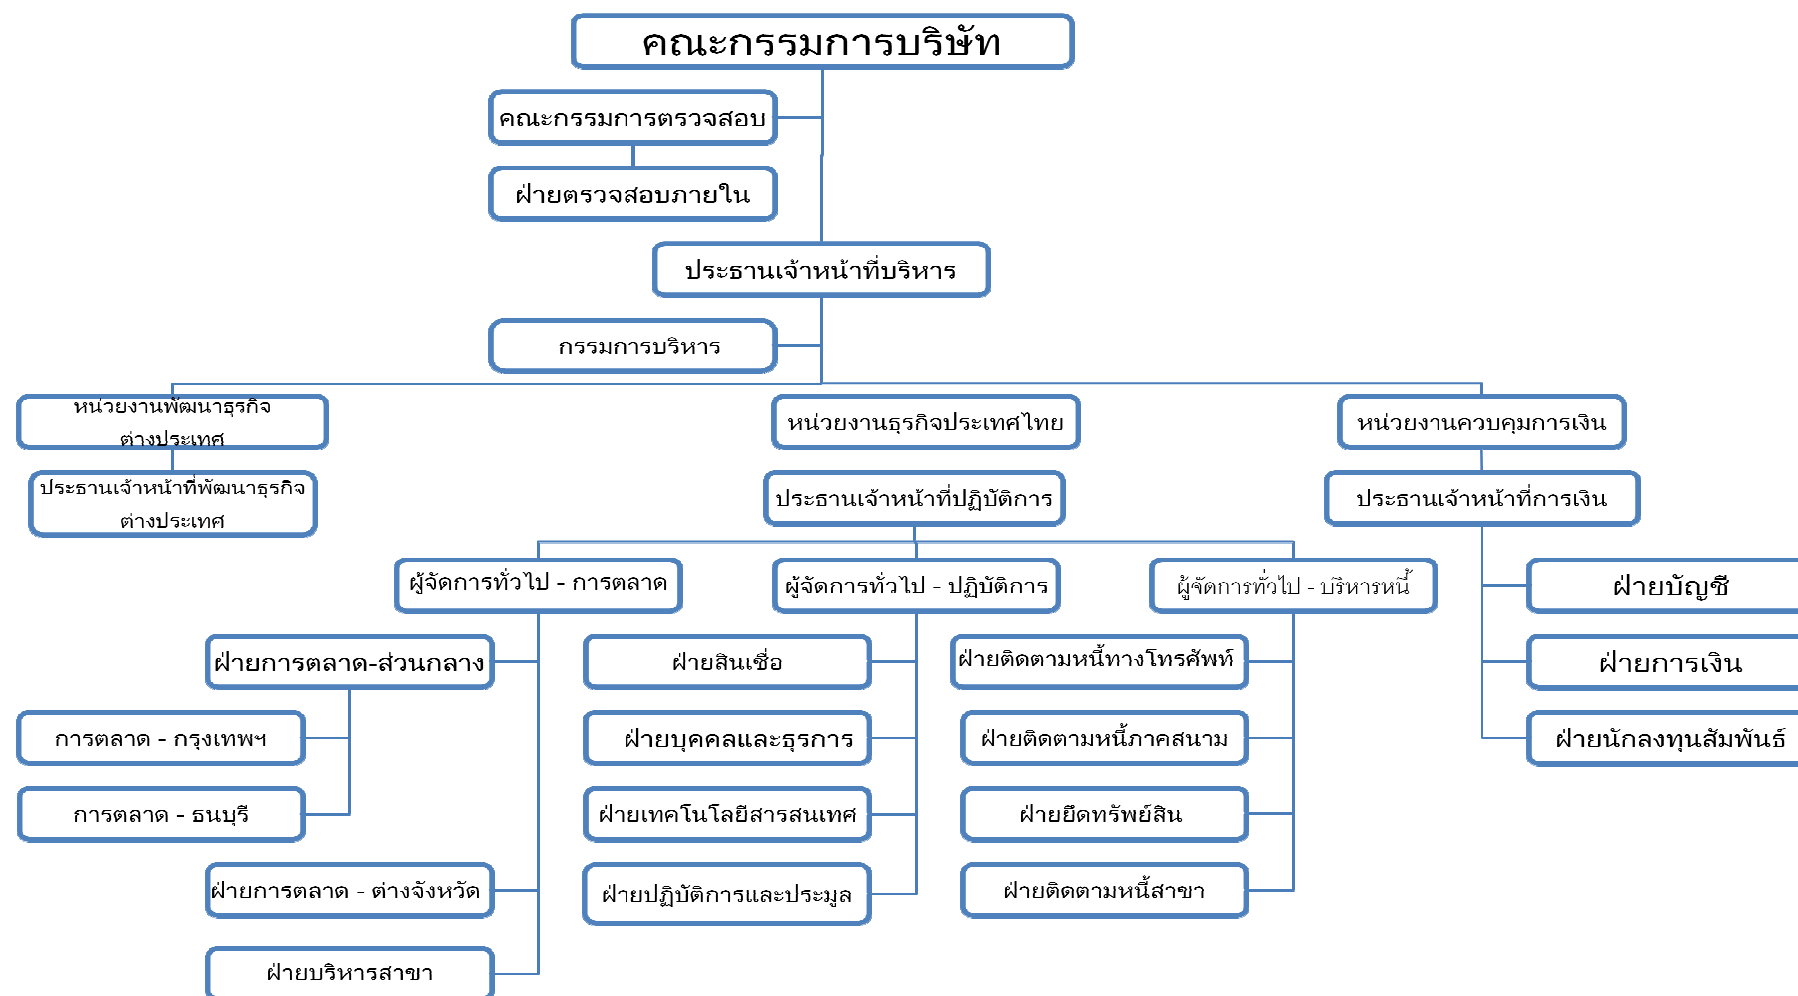 คณะกรรมการบริษัท
คณะกรรมการตรวจสอบ
ฝ่ายตรวจสอบภายใน
ประธานเจ้าหน้าที่บริหาร
กรรมการบริหาร
หน่วยงานพัฒนาธุรกิจ
ต่างประเทศ
หน่วยงานธุรกิจประเทศไทย
หน่วยงานควบคุมการเงิน
ประธานเจ้าหน้าที่พัฒนาธุรกิจ
ต่างประเทศ
ประธานเจ้าหน้าที่ปฏิบัติการ
ประธานเจ้าหน้าที่การเงิน
ผู้จัดการทั่วไป - การตลาด
ผู้จัดการทั่วไป - ปฏิบัติการ
ผู้จัดการทั่วไป - บริหารหนี้
ฝ่ายบัญชี
ฝ่ายการตลาด-ส่วนกลาง
ฝ่ายสินเชื่อ
ฝ่ายติดตามหนี้ทางโทรศัพท์
ฝ่ายการเงิน
การตลาด - กรุงเทพฯ
ฝ่ายบุคคลและธุรการ
ฝ่ายติดตามหนี้ภาคสนาม
ฝ่ายนักลงทุนสัมพันธ์
การตลาด - ธนบุรี
ฝ่ายเทคโนโลยีสารสนเทศ
ฝ่ายยึดทรัพย์สิน
ฝ่ายการตลาด - ต่างจังหวัด
ฝ่ายปฏิบัติการและประมูล
ฝ่ายติดตามหนี้สาขา
ฝ่ายบริหารสาขา